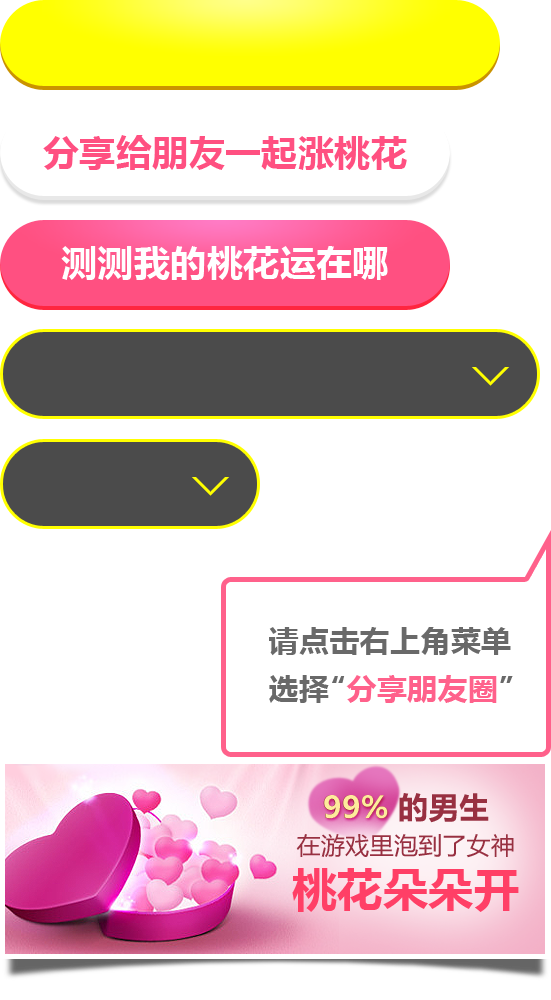 分享给朋友一起涨桃花
测测我的桃花运在哪
请点击右上角菜单
选择“分享朋友圈”
99% 的男生
在游戏里泡到了女神
桃花朵朵开